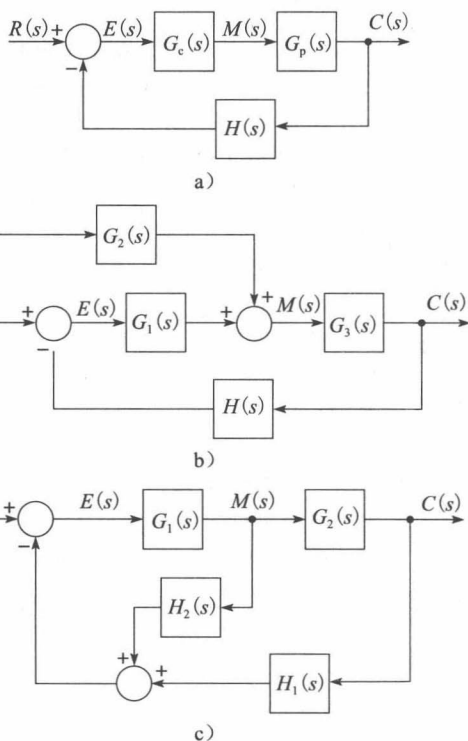 R(s) + E(s) G_c(s) M(s) G_p(s) C(s)
−
H(s)
a)
G_2(s)
+
+ E(s) G_1(s) + M(s) G_3(s) C(s)
−
H(s)
b)
+ E(s) G_1(s) M(s) G_2(s) C(s)
−
H_2(s)
+ +
H_1(s)
c)